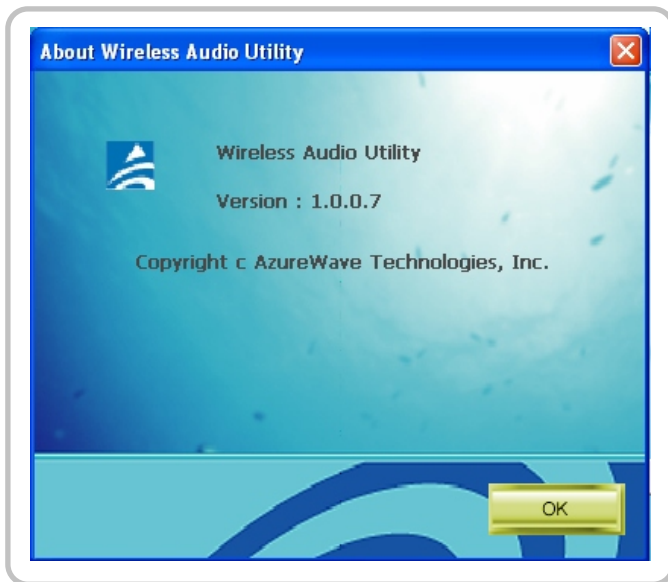 About Wireless Audio Utility
Wireless Audio Utility
Version : 1.0.0.7
Copyright c AzureWave Technologies, Inc.
OK